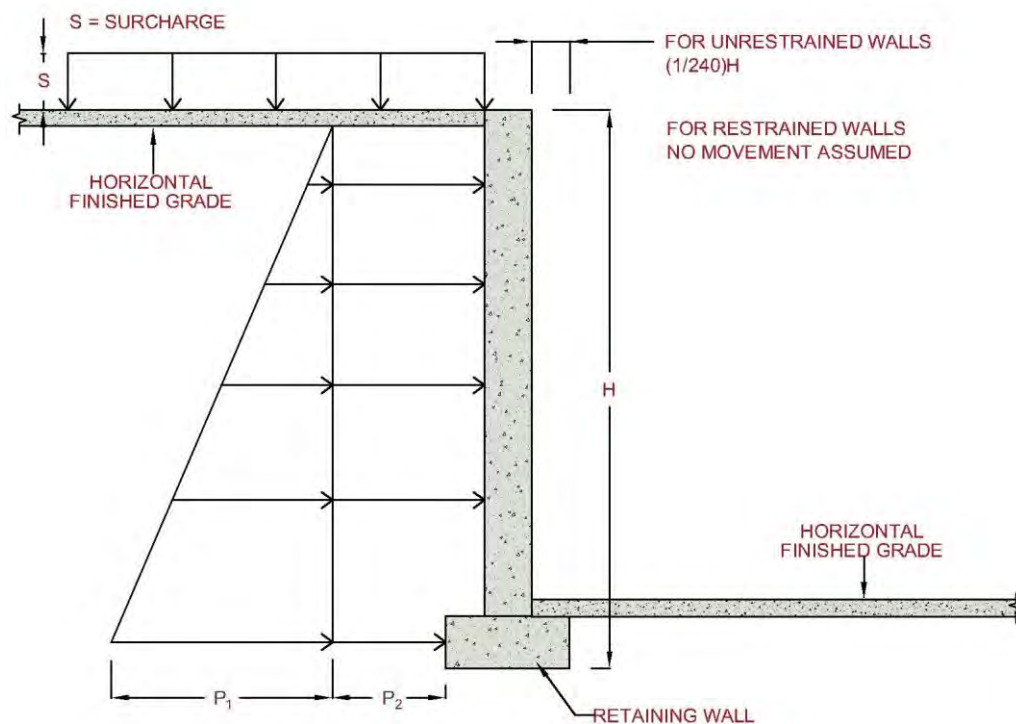 S = SURCHARGE
S
FOR UNRESTRAINED WALLS
(1/240)H
FOR RESTRAINED WALLS
NO MOVEMENT ASSUMED
HORIZONTAL
FINISHED GRADE
H
HORIZONTAL
FINISHED GRADE
P₁
P₂
RETAINING WALL